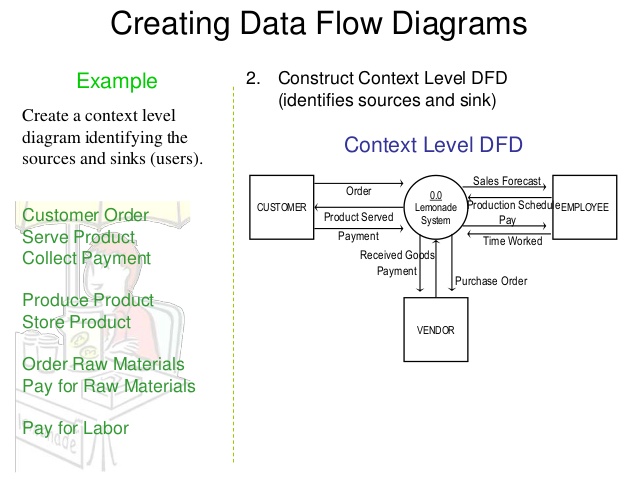 Creating Data Flow Diagrams
Example
Create a context level
diagram identifying the
sources and sinks (users).
Customer Order
Serve Product
Collect Payment
Produce Product
Store Product
Order Raw Materials
Pay for Raw Materials
Pay for Labor
2. Construct Context Level DFD
(identifies sources and sink)
Context Level DFD
CUSTOMER
Order
Product Served
Payment
0.0
Lemonade
System
Sales Forecast
Production Schedule
Pay
Time Worked
EMPLOYEE
Received Goods
Payment
Purchase Order
VENDOR